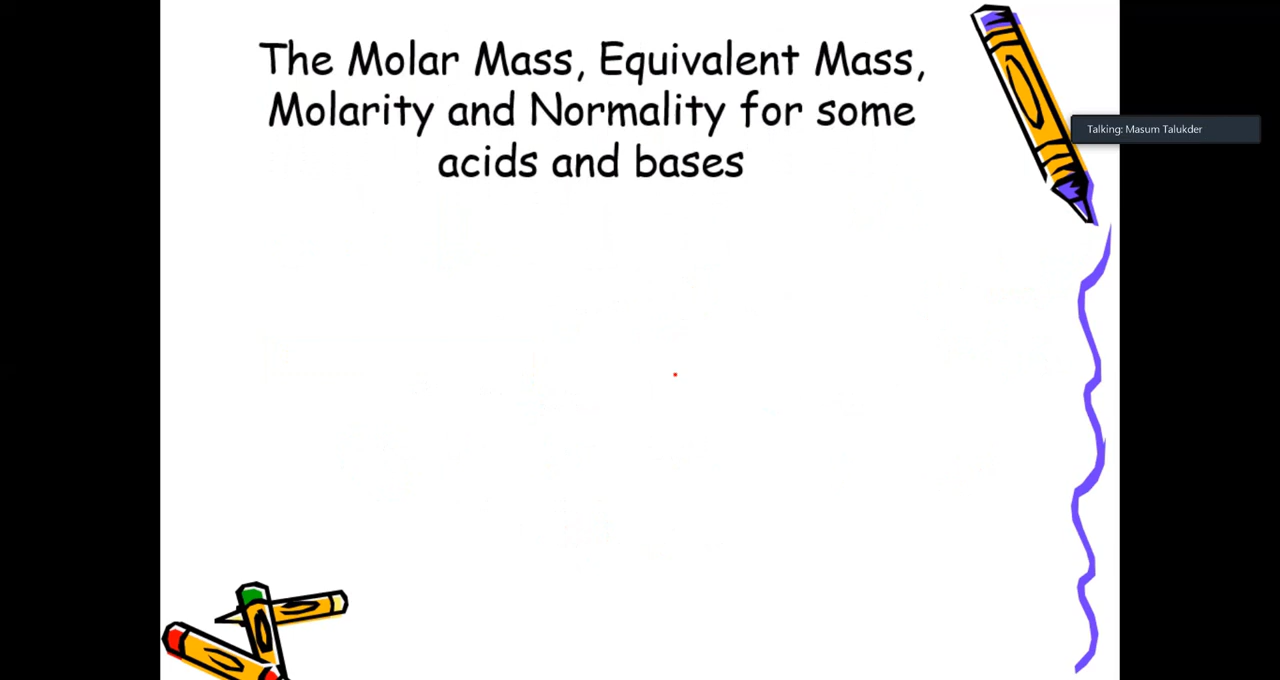 The Molar Mass, Equivalent Mass,
Molarity and Normality for some
acids and bases
Talking: Masum Talukder